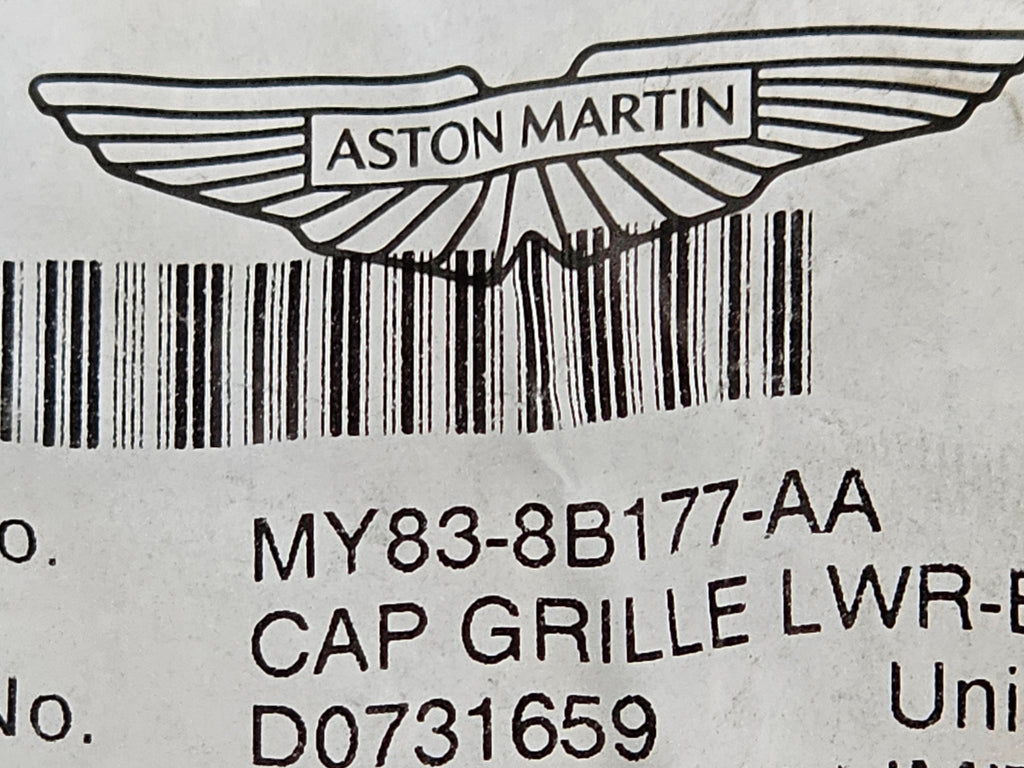 ASTON MARTIN
o. MY83-8B177-AA
CAP GRILLE LWR-
No. D0731659 Uni